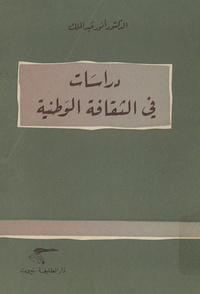 الدكتور أنور عبد الملك
دراسات
في الثقافة الوطنية
دار الطليعة - بيروت